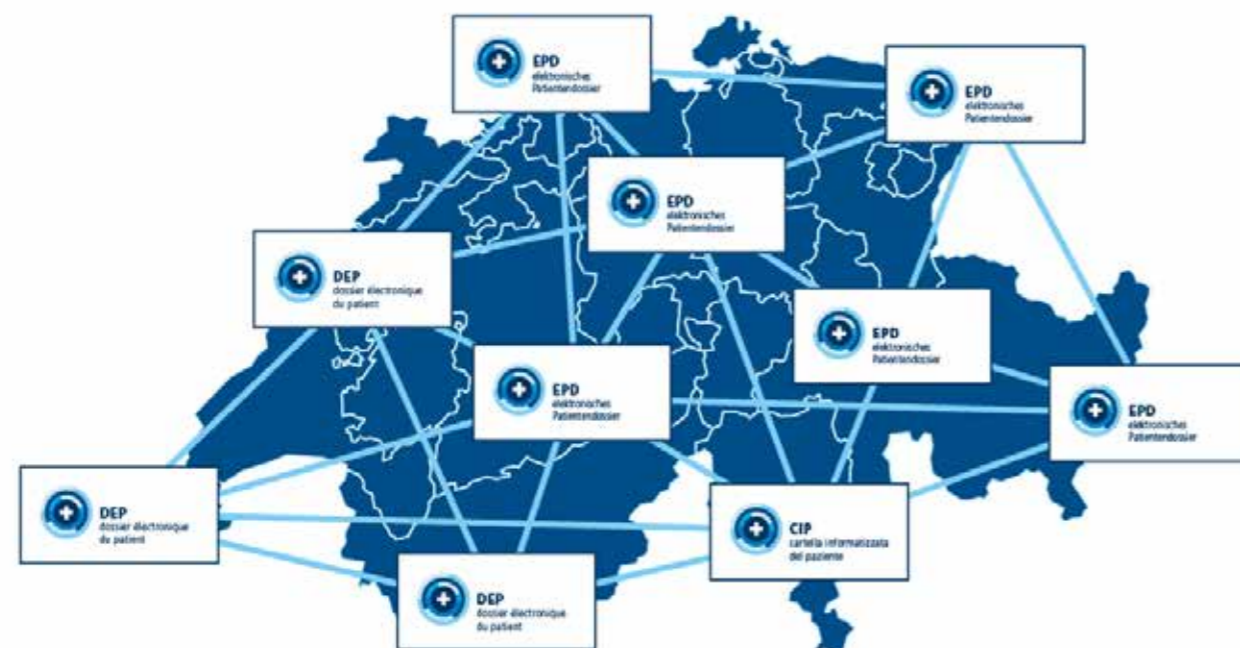 EPD
elektronisches
Patientendossier
EPD
elektronisches
Patientendossier
EPD
elektronisches
Patientendossier
DEP
dossier électronique
du patient
EPD
elektronisches
Patientendossier
EPD
elektronisches
Patientendossier
EPD
elektronisches
Patientendossier
DEP
dossier électronique
du patient
CIP
cartella informatizzata
del paziente
DEP
dossier électronique
du patient